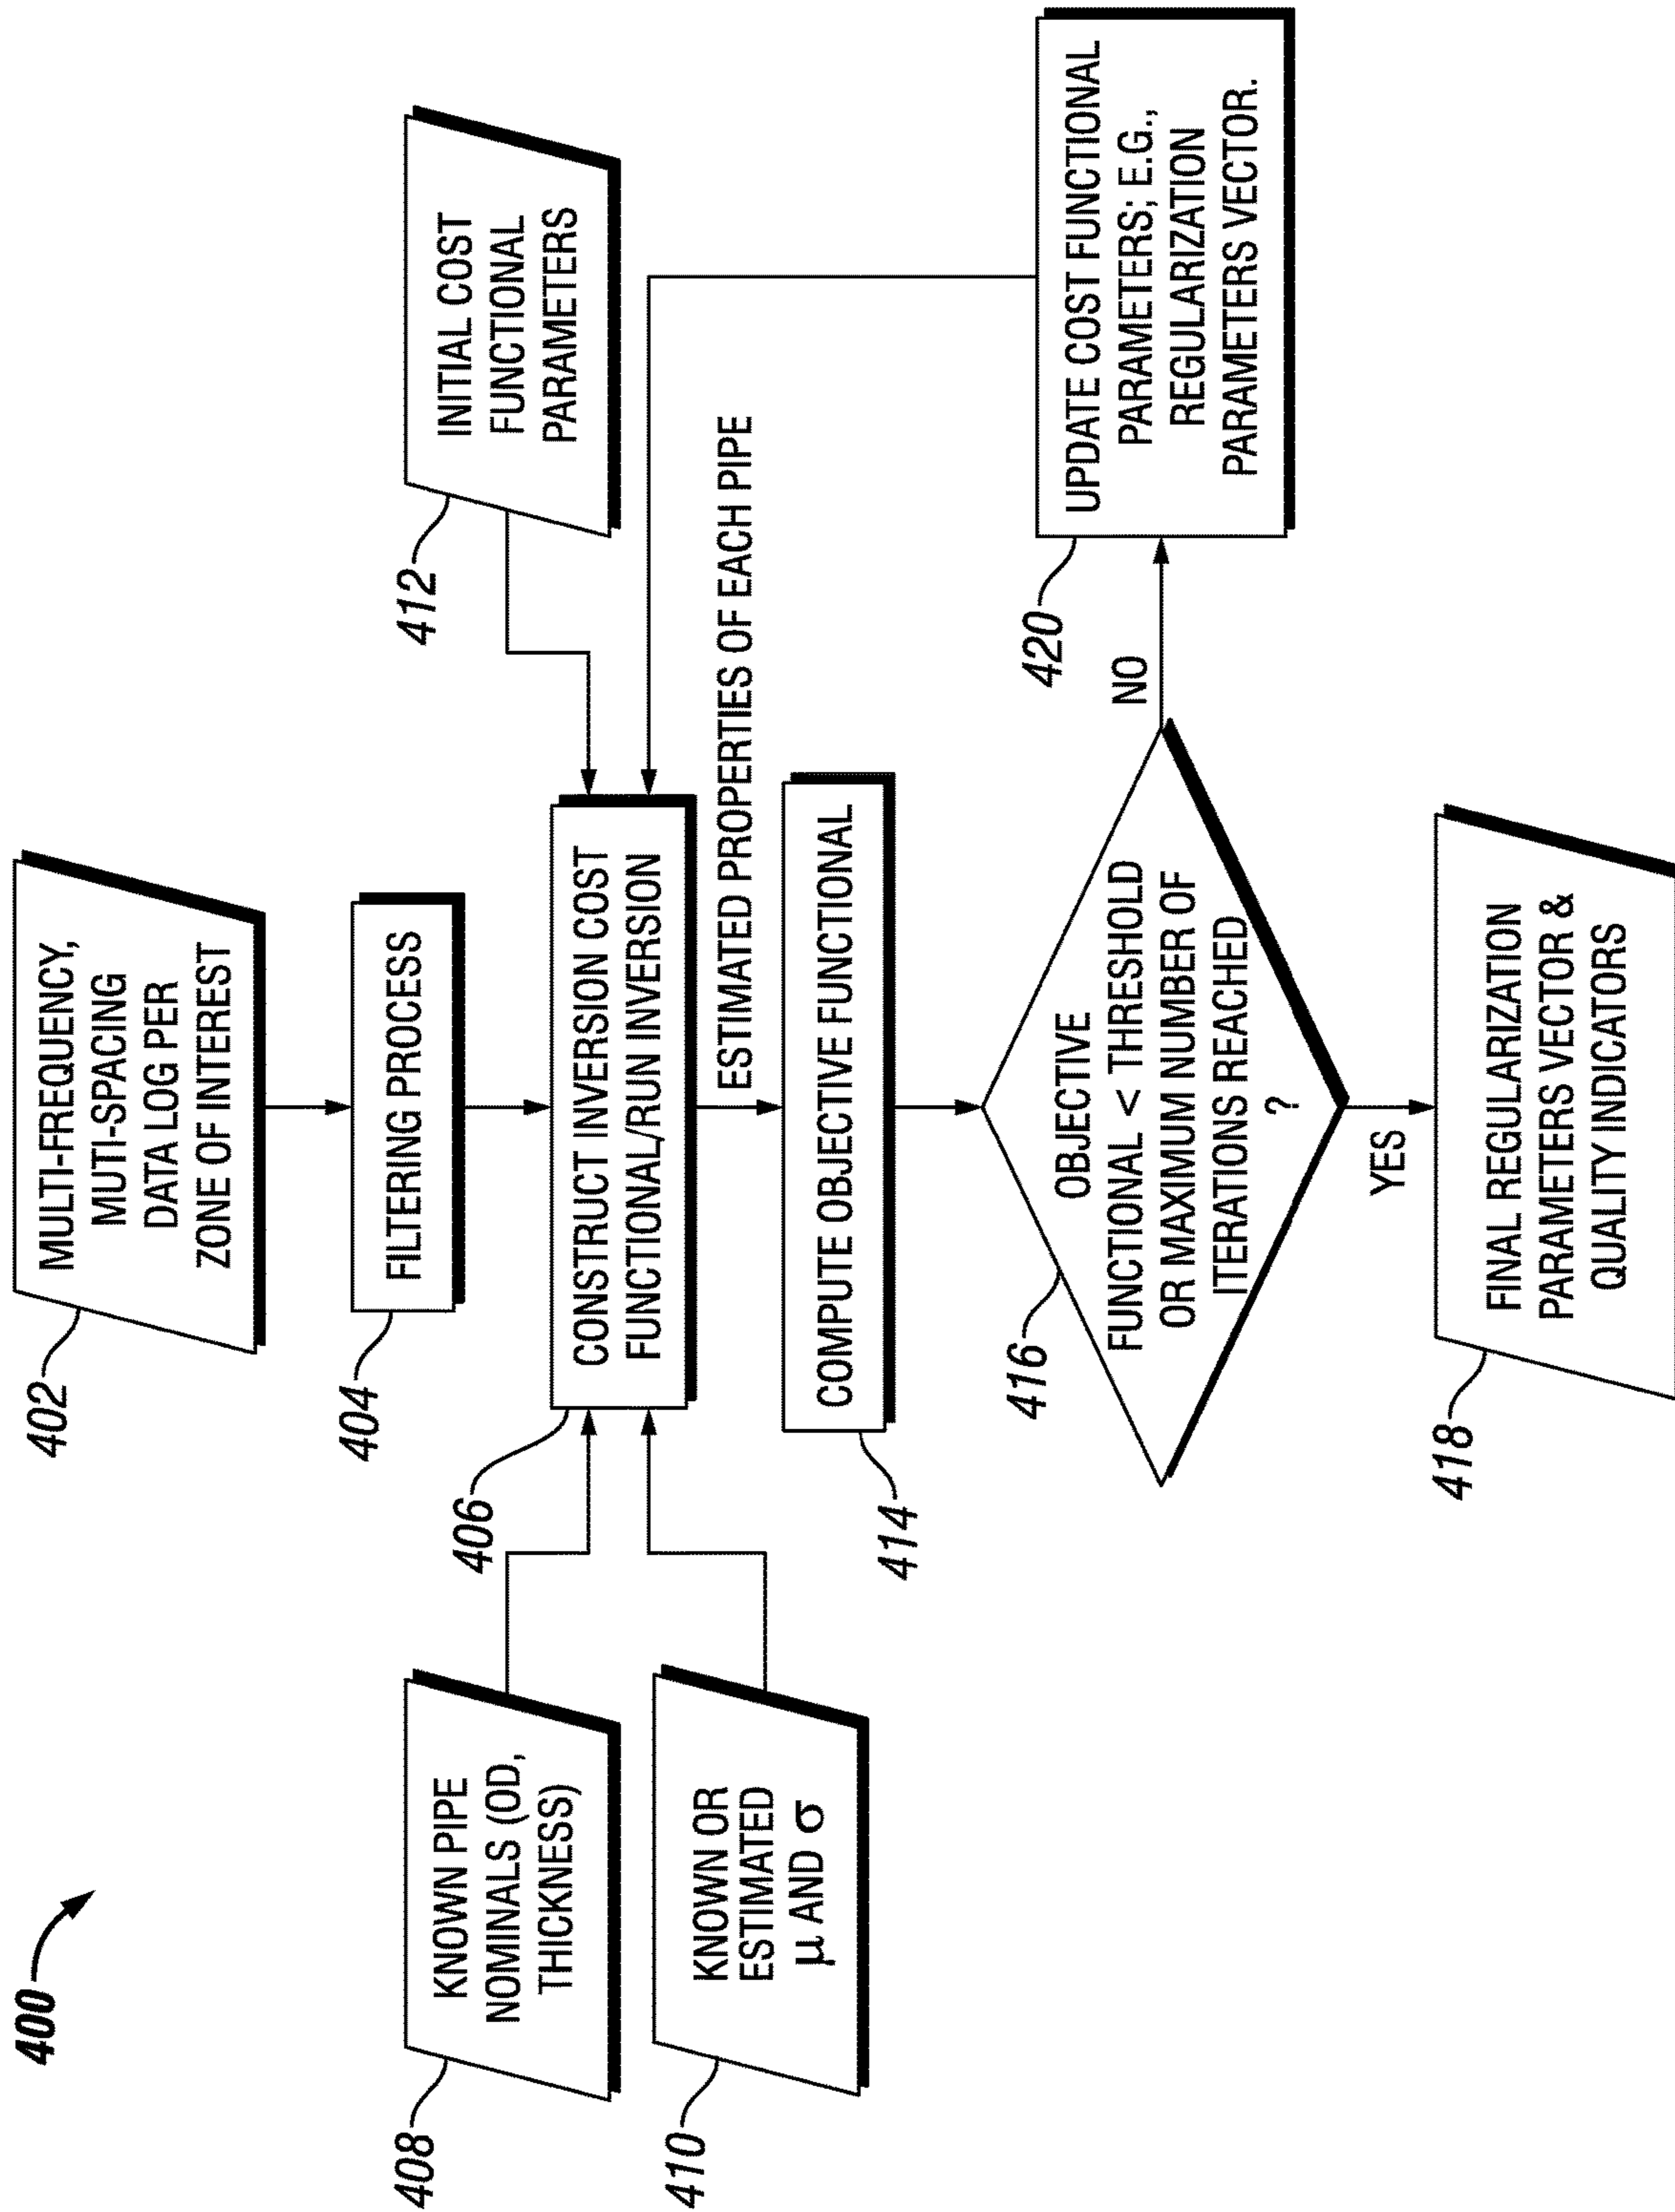 400
402
MULTI-FREQUENCY,
MUTI-SPACING
DATA LOG PER
ZONE OF INTEREST
404
FILTERING PROCESS
408
KNOWN PIPE
NOMINALS (OD,
THICKNESS)
410
KNOWN OR
ESTIMATED
μ AND σ
412
INITIAL COST
FUNCTIONAL
PARAMETERS
406
CONSTRUCT INVERSION COST
FUNCTIONAL/RUN INVERSION
ESTIMATED PROPERTIES OF EACH PIPE
414
COMPUTE OBJECTIVE FUNCTIONAL
416
OBJECTIVE
FUNCTIONAL < THRESHOLD
OR MAXIMUM NUMBER OF
ITERATIONS REACHED
?
NO
420
UPDATE COST FUNCTIONAL
PARAMETERS; E.G.,
REGULARIZATION
PARAMETERS VECTOR.
YES
418
FINAL REGULARIZATION
PARAMETERS VECTOR &
QUALITY INDICATORS